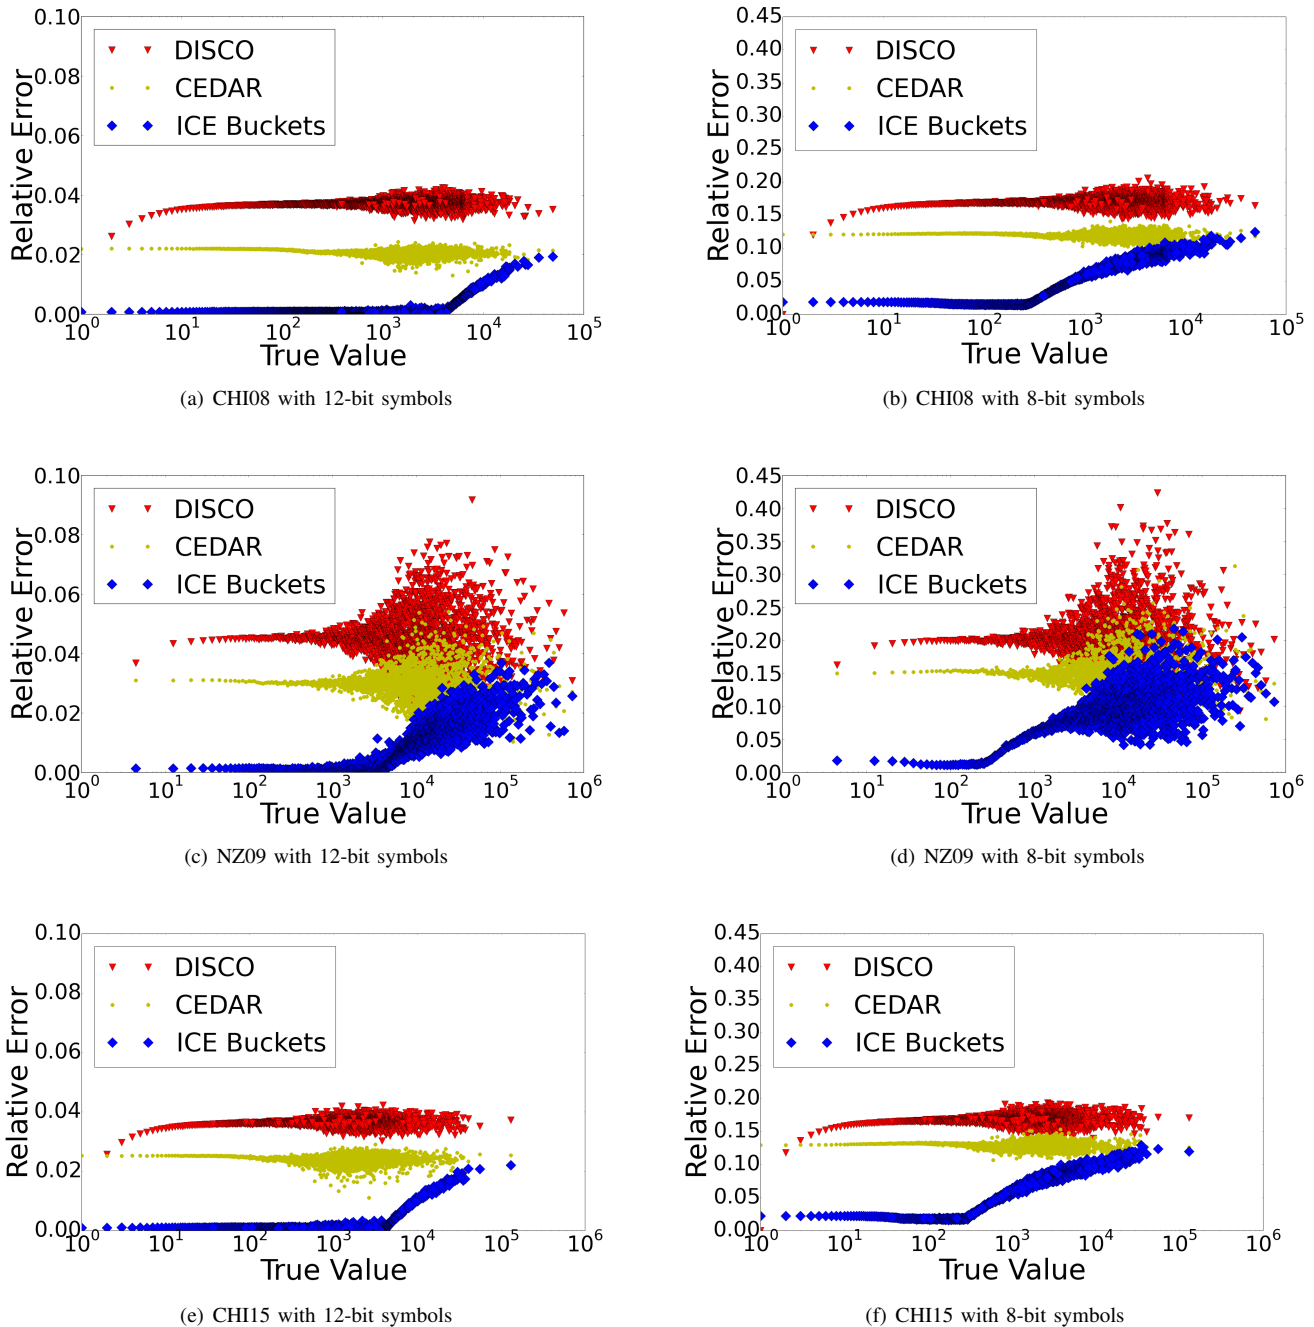 0.10
0.08
0.06
0.04
0.02
0.00
Relative Error
DISCO
CEDAR
ICE Buckets
10^0 10^1 10^2 10^3 10^4 10^5
True Value
(a) CHI08 with 12-bit symbols
0.45
0.40
0.35
0.30
0.25
0.20
0.15
0.10
0.05
0.00
Relative Error
DISCO
CEDAR
ICE Buckets
10^0 10^1 10^2 10^3 10^4 10^5
True Value
(b) CHI08 with 8-bit symbols
0.10
0.08
0.06
0.04
0.02
0.00
Relative Error
DISCO
CEDAR
ICE Buckets
10^0 10^1 10^2 10^3 10^4 10^5 10^6
True Value
(c) NZ09 with 12-bit symbols
0.45
0.40
0.35
0.30
0.25
0.20
0.15
0.10
0.05
0.00
Relative Error
DISCO
CEDAR
ICE Buckets
10^0 10^1 10^2 10^3 10^4 10^5 10^6
True Value
(d) NZ09 with 8-bit symbols
0.10
0.08
0.06
0.04
0.02
0.00
Relative Error
DISCO
CEDAR
ICE Buckets
10^0 10^1 10^2 10^3 10^4 10^5 10^6
True Value
(e) CHI15 with 12-bit symbols
0.45
0.40
0.35
0.30
0.25
0.20
0.15
0.10
0.05
0.00
Relative Error
DISCO
CEDAR
ICE Buckets
10^0 10^1 10^2 10^3 10^4 10^5 10^6
True Value
(f) CHI15 with 8-bit symbols